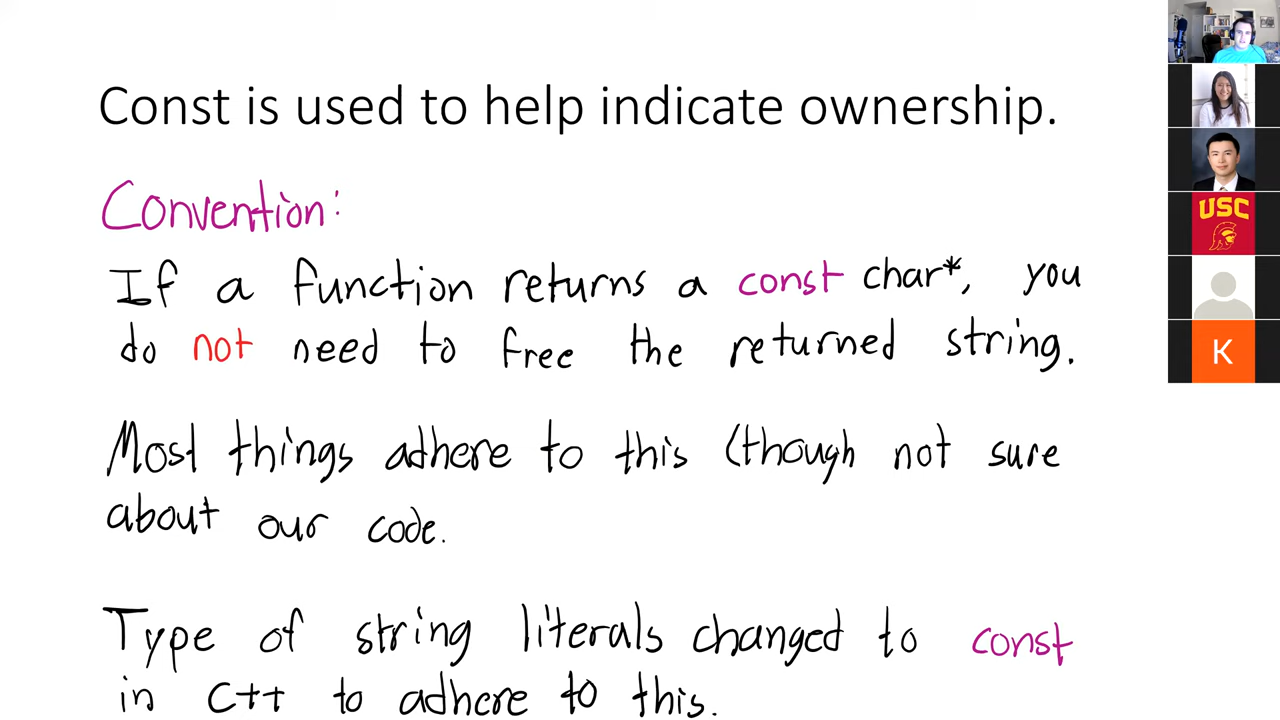 Const is used to help indicate ownership.
Convention:
If a function returns a const char*, you
do not need to free the returned string.
Most things adhere to this (though not sure
about our code.
Type of string literals changed to const
in C++ to adhere to this.
USC
K